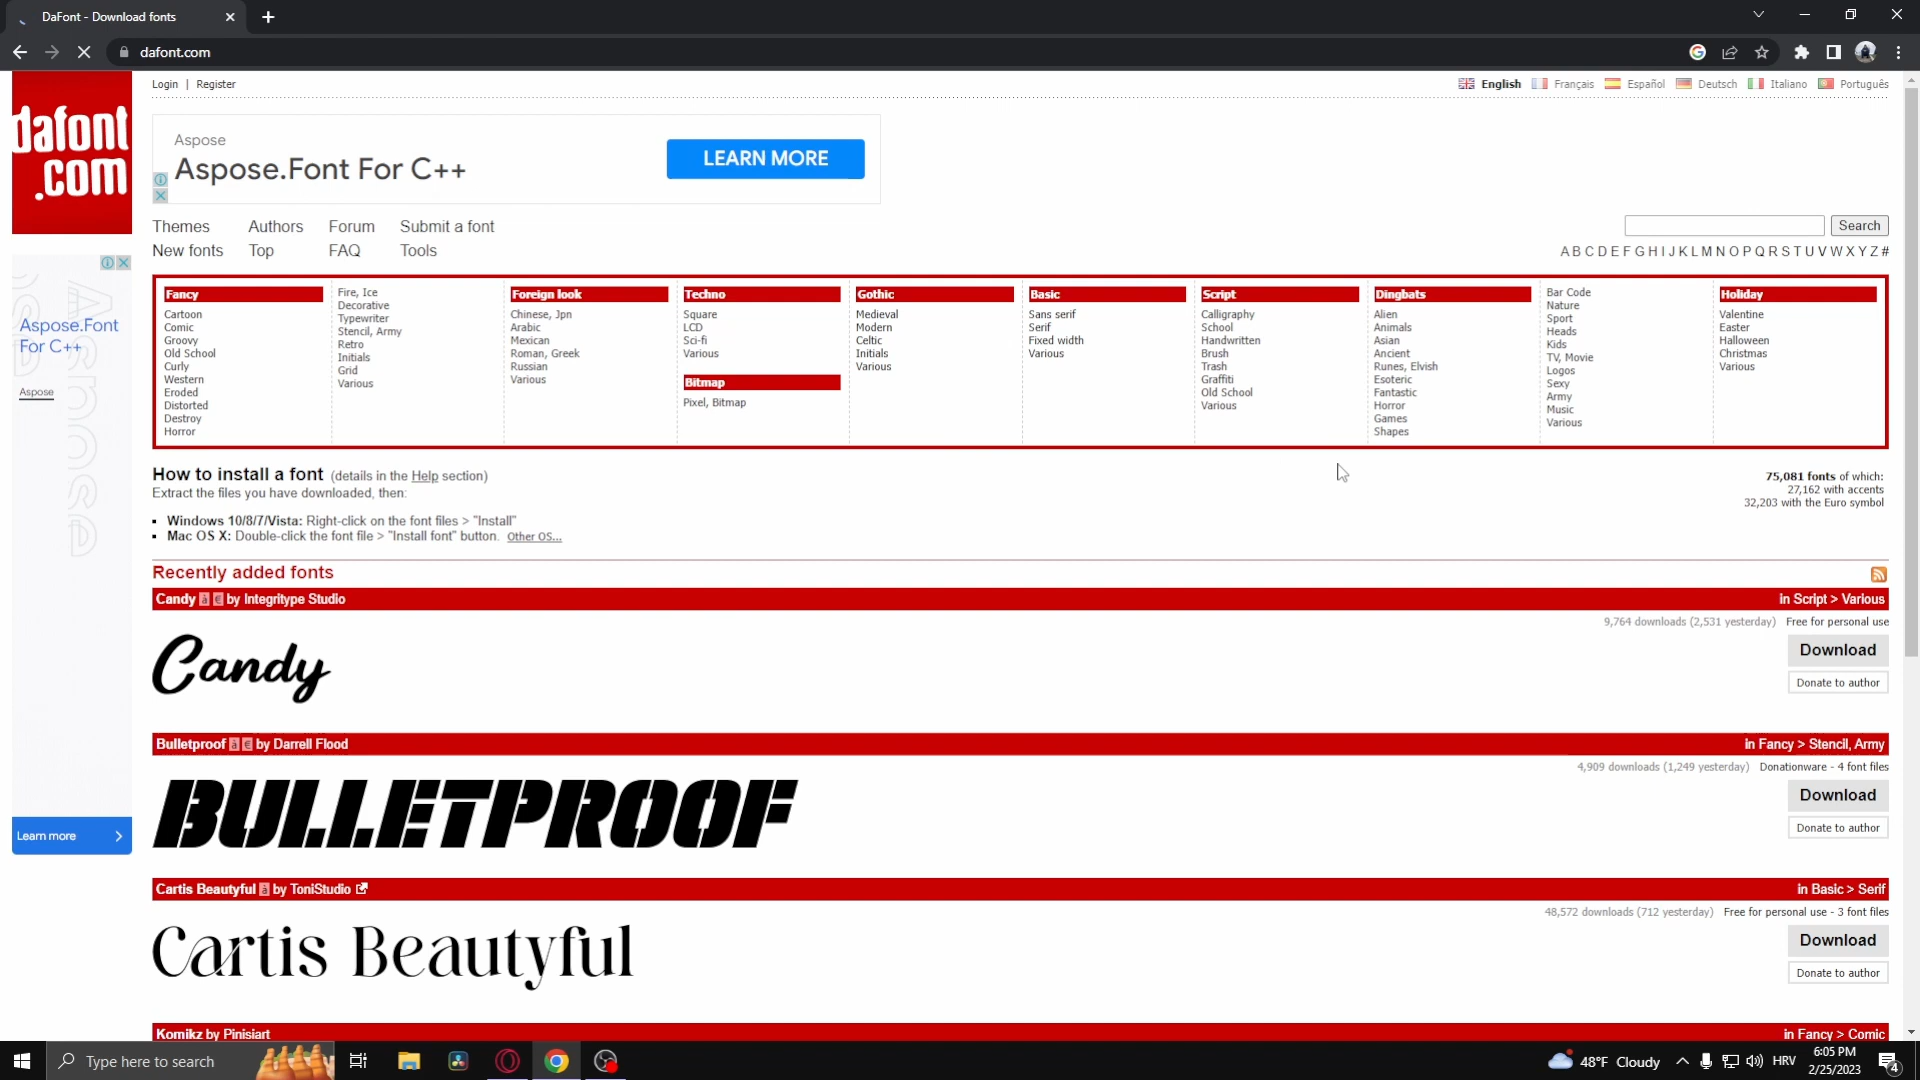 DaFont - Download fonts
dafont.com
Login | Register
English Français Español Deutsch Italiano Português
dafont
.com
Aspose
Aspose.Font For C++
LEARN MORE
Themes Authors Forum Submit a font
New fonts Top FAQ Tools
Search
A B C D E F G H I J K L M N O P Q R S T U V W X Y Z #
Aspose.Font
For C++
Aspose
Learn more
Fancy
Cartoon
Comic
Groovy
Old School
Curly
Western
Eroded
Distorted
Destroy
Horror
Fire, Ice
Decorative
Typewriter
Stencil, Army
Retro
Initials
Grid
Various
Foreign look
Chinese, Jpn
Arabic
Mexican
Roman, Greek
Russian
Various
Techno
Square
LCD
Sci-fi
Various
Bitmap
Pixel, Bitmap
Gothic
Medieval
Modern
Celtic
Initials
Various
Basic
Sans serif
Serif
Fixed width
Various
Script
Calligraphy
School
Handwritten
Brush
Trash
Graffiti
Old School
Various
Dingbats
Alien
Animals
Asian
Ancient
Runes, Elvish
Esoteric
Fantastic
Horror
Games
Shapes
Bar Code
Nature
Sport
Heads
Kids
TV, Movie
Logos
Sexy
Army
Music
Various
Holiday
Valentine
Easter
Halloween
Christmas
Various
How to install a font (details in the Help section)
Extract the files you have downloaded, then:
Windows 10/8/7/Vista: Right-click on the font files > "Install"
Mac OS X: Double-click the font file > "Install font" button. Other OS...
75,081 fonts of which:
27,162 with accents
32,203 with the Euro symbol
Recently added fonts
Candy à € by Integritype Studio in Script > Various
9,764 downloads (2,531 yesterday) Free for personal use
Candy
Download
Donate to author
Bulletproof à € by Darrell Flood in Fancy > Stencil, Army
4,909 downloads (1,249 yesterday) Donationware - 4 font files
BULLETPROOF
Download
Donate to author
Cartis Beautyful à by ToniStudio in Basic > Serif
48,572 downloads (712 yesterday) Free for personal use - 3 font files
Cartis Beautyful
Download
Donate to author
Komikz by Pinisiart in Fancy > Comic
Type here to search
48°F Cloudy
HRV
6:05 PM
2/25/2023
4